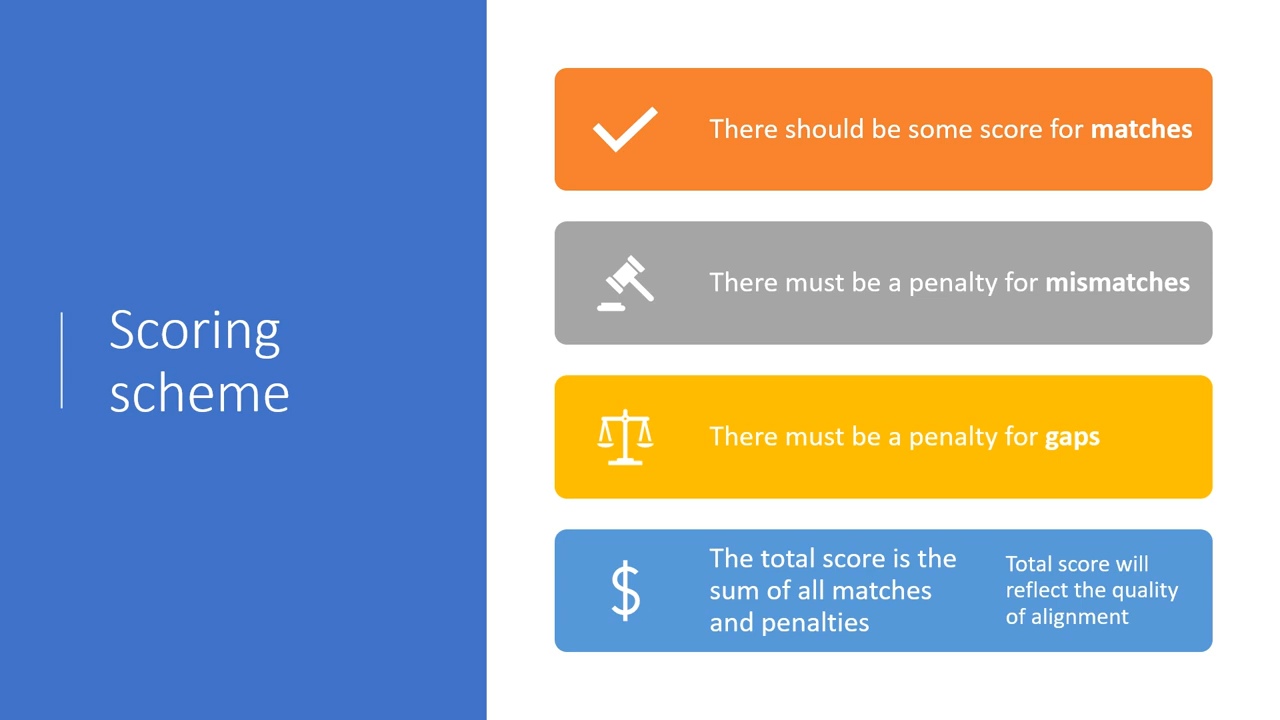 Scoring
scheme
There should be some score for matches
There must be a penalty for mismatches
There must be a penalty for gaps
The total score is the
sum of all matches
and penalties
Total score will
reflect the quality
of alignment